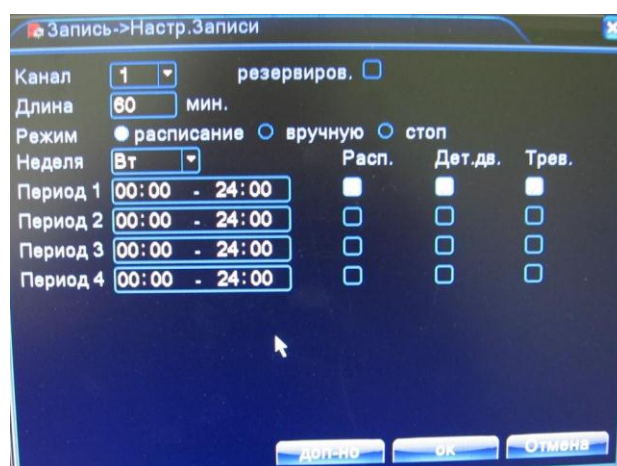 Запись->Настр.Записи
Канал 1 резервиров.
Длина 60 мин.
Режим расписание вручную стоп
Неделя Вт Расп. Дет.дв. Трев.
Период 1 00:00 - 24:00
Период 2 00:00 - 24:00
Период 3 00:00 - 24:00
Период 4 00:00 - 24:00
доп-но ок Отмена